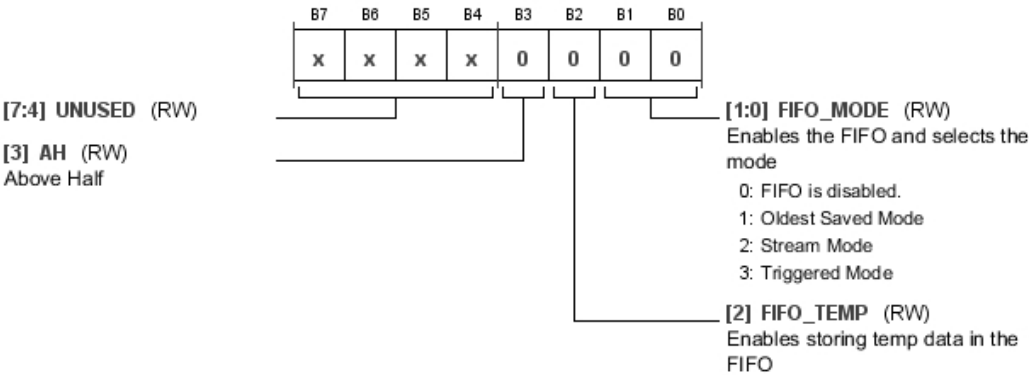 B7 B6 B5 B4 B3 B2 B1 B0
x x x x 0 0 0 0
[7:4] UNUSED (RW)
[3] AH (RW)
Above Half
[1:0] FIFO_MODE (RW)
Enables the FIFO and selects the
mode
0: FIFO is disabled.
1: Oldest Saved Mode
2: Stream Mode
3: Triggered Mode
[2] FIFO_TEMP (RW)
Enables storing temp data in the
FIFO